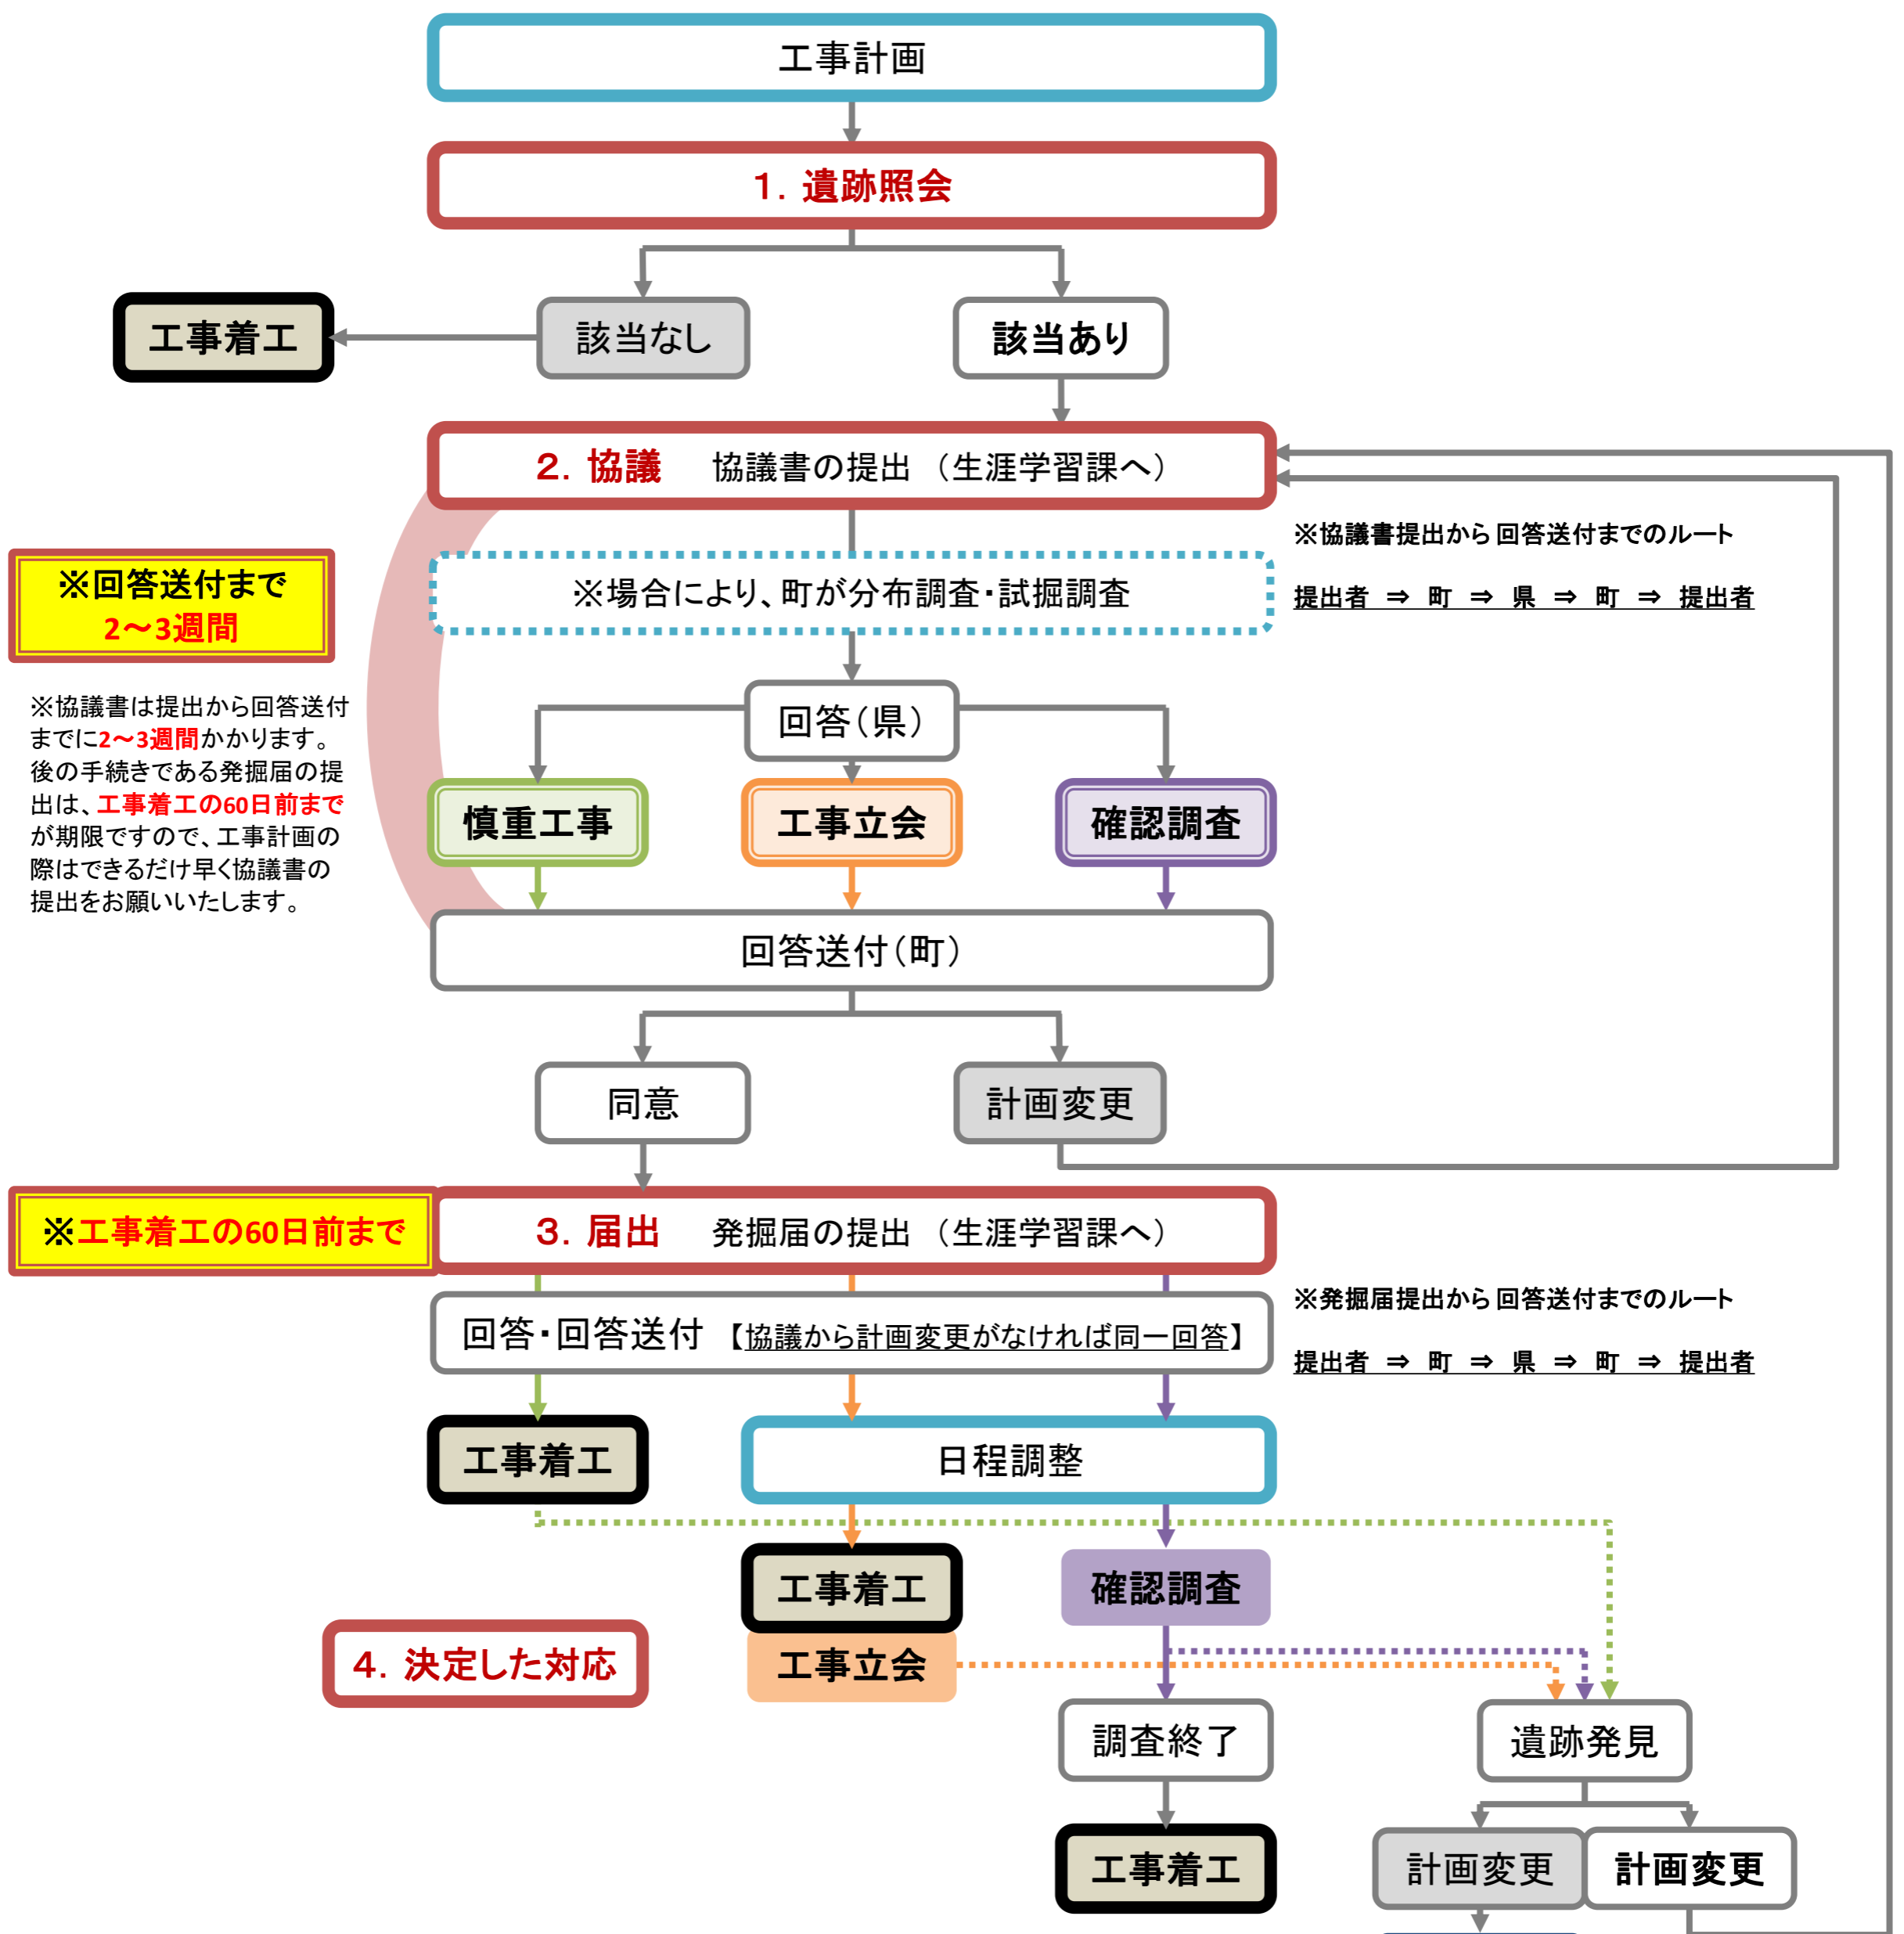 工事計画
1. 遺跡照会
工事着工
該当なし
該当あり
2. 協議 協議書の提出 （生涯学習課へ）
※協議書提出から回答送付までのルート
※回答送付まで
2～3週間
※場合により、町が分布調査・試掘調査
提出者 ⇒ 町 ⇒ 県 ⇒ 町 ⇒ 提出者
※協議書は提出から回答送付
までに2～3週間かかります。
後の手続きである発掘届の提
出は、工事着工の60日前まで
が期限ですので、工事計画の
際はできるだけ早く協議書の
提出をお願いいたします。
回答（県）
慎重工事
工事立会
確認調査
回答送付（町）
同意
計画変更
※工事着工の60日前まで
3. 届出 発掘届の提出 （生涯学習課へ）
※発掘届提出から回答送付までのルート
回答・回答送付 【協議から計画変更がなければ同一回答】
提出者 ⇒ 町 ⇒ 県 ⇒ 町 ⇒ 提出者
工事着工
日程調整
工事着工
確認調査
4. 決定した対応
工事立会
調査終了
遺跡発見
工事着工
計画変更
計画変更